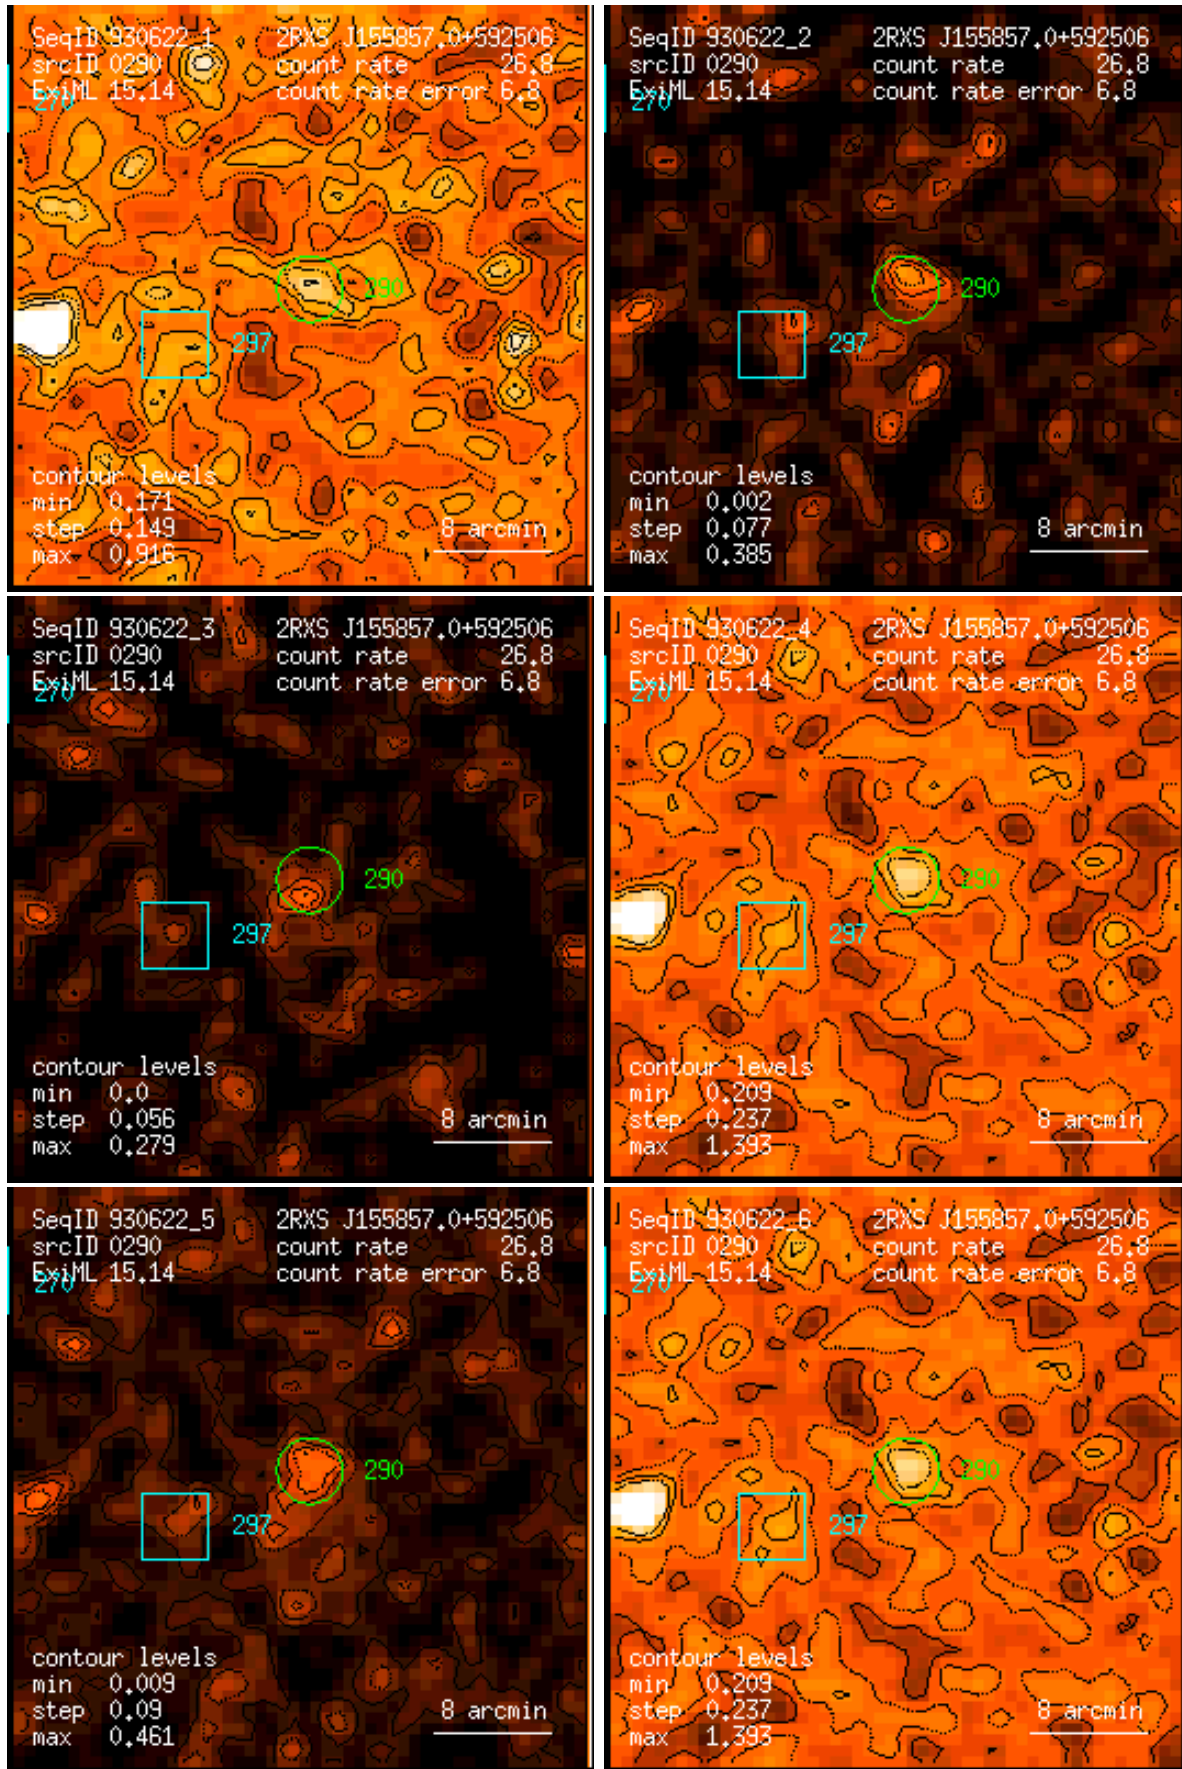 SeqID 930622_1 2RXS J155857.0+592506
srcID 0290 count rate 26.8
ExiML 15.14 count rate error 6.8
270
290
297
contour levels
min 0.171
step 0.149
max 0.916
8 arcmin
SeqID 930622_2 2RXS J155857.0+592506
srcID 0290 count rate 26.8
ExiML 15.14 count rate error 6.8
270
290
297
contour levels
min 0.002
step 0.077
max 0.385
8 arcmin
SeqID 930622_3 2RXS J155857.0+592506
srcID 0290 count rate 26.8
ExiML 15.14 count rate error 6.8
270
290
297
contour levels
min 0.0
step 0.056
max 0.279
8 arcmin
SeqID 930622_4 2RXS J155857.0+592506
srcID 0290 count rate 26.8
ExiML 15.14 count rate error 6.8
270
290
297
contour levels
min 0.209
step 0.237
max 1.393
8 arcmin
SeqID 930622_5 2RXS J155857.0+592506
srcID 0290 count rate 26.8
ExiML 15.14 count rate error 6.8
270
290
297
contour levels
min 0.009
step 0.09
max 0.461
8 arcmin
SeqID 930622_6 2RXS J155857.0+592506
srcID 0290 count rate 26.8
ExiML 15.14 count rate error 6.8
270
290
297
contour levels
min 0.209
step 0.237
max 1.393
8 arcmin